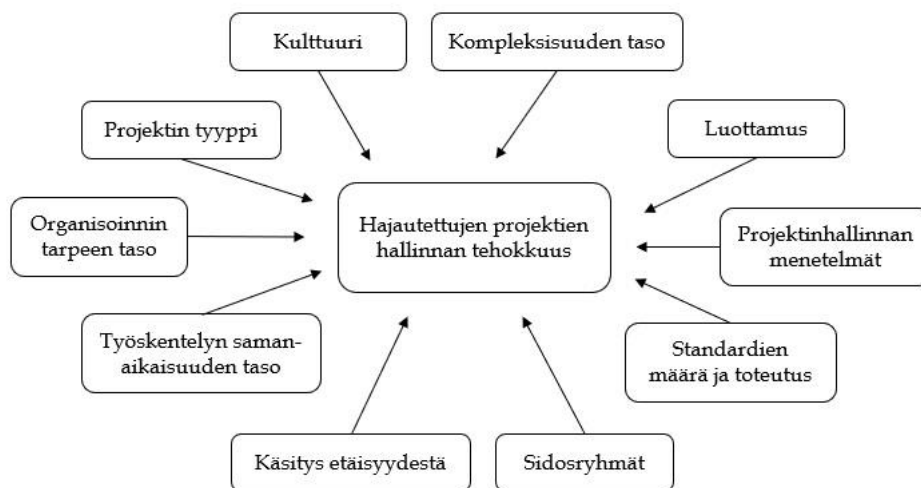 Kulttuuri
Kompleksisuuden taso
Projektin tyyppi
Luottamus
Organisoinnin
tarpeen taso
Hajautettujen projektien
hallinnan tehokkuus
Projektinhallinnan
menetelmät
Työskentelyn saman-
aikaisuuden taso
Standardien
määrä ja toteutus
Käsitys etäisyydestä
Sidosryhmät